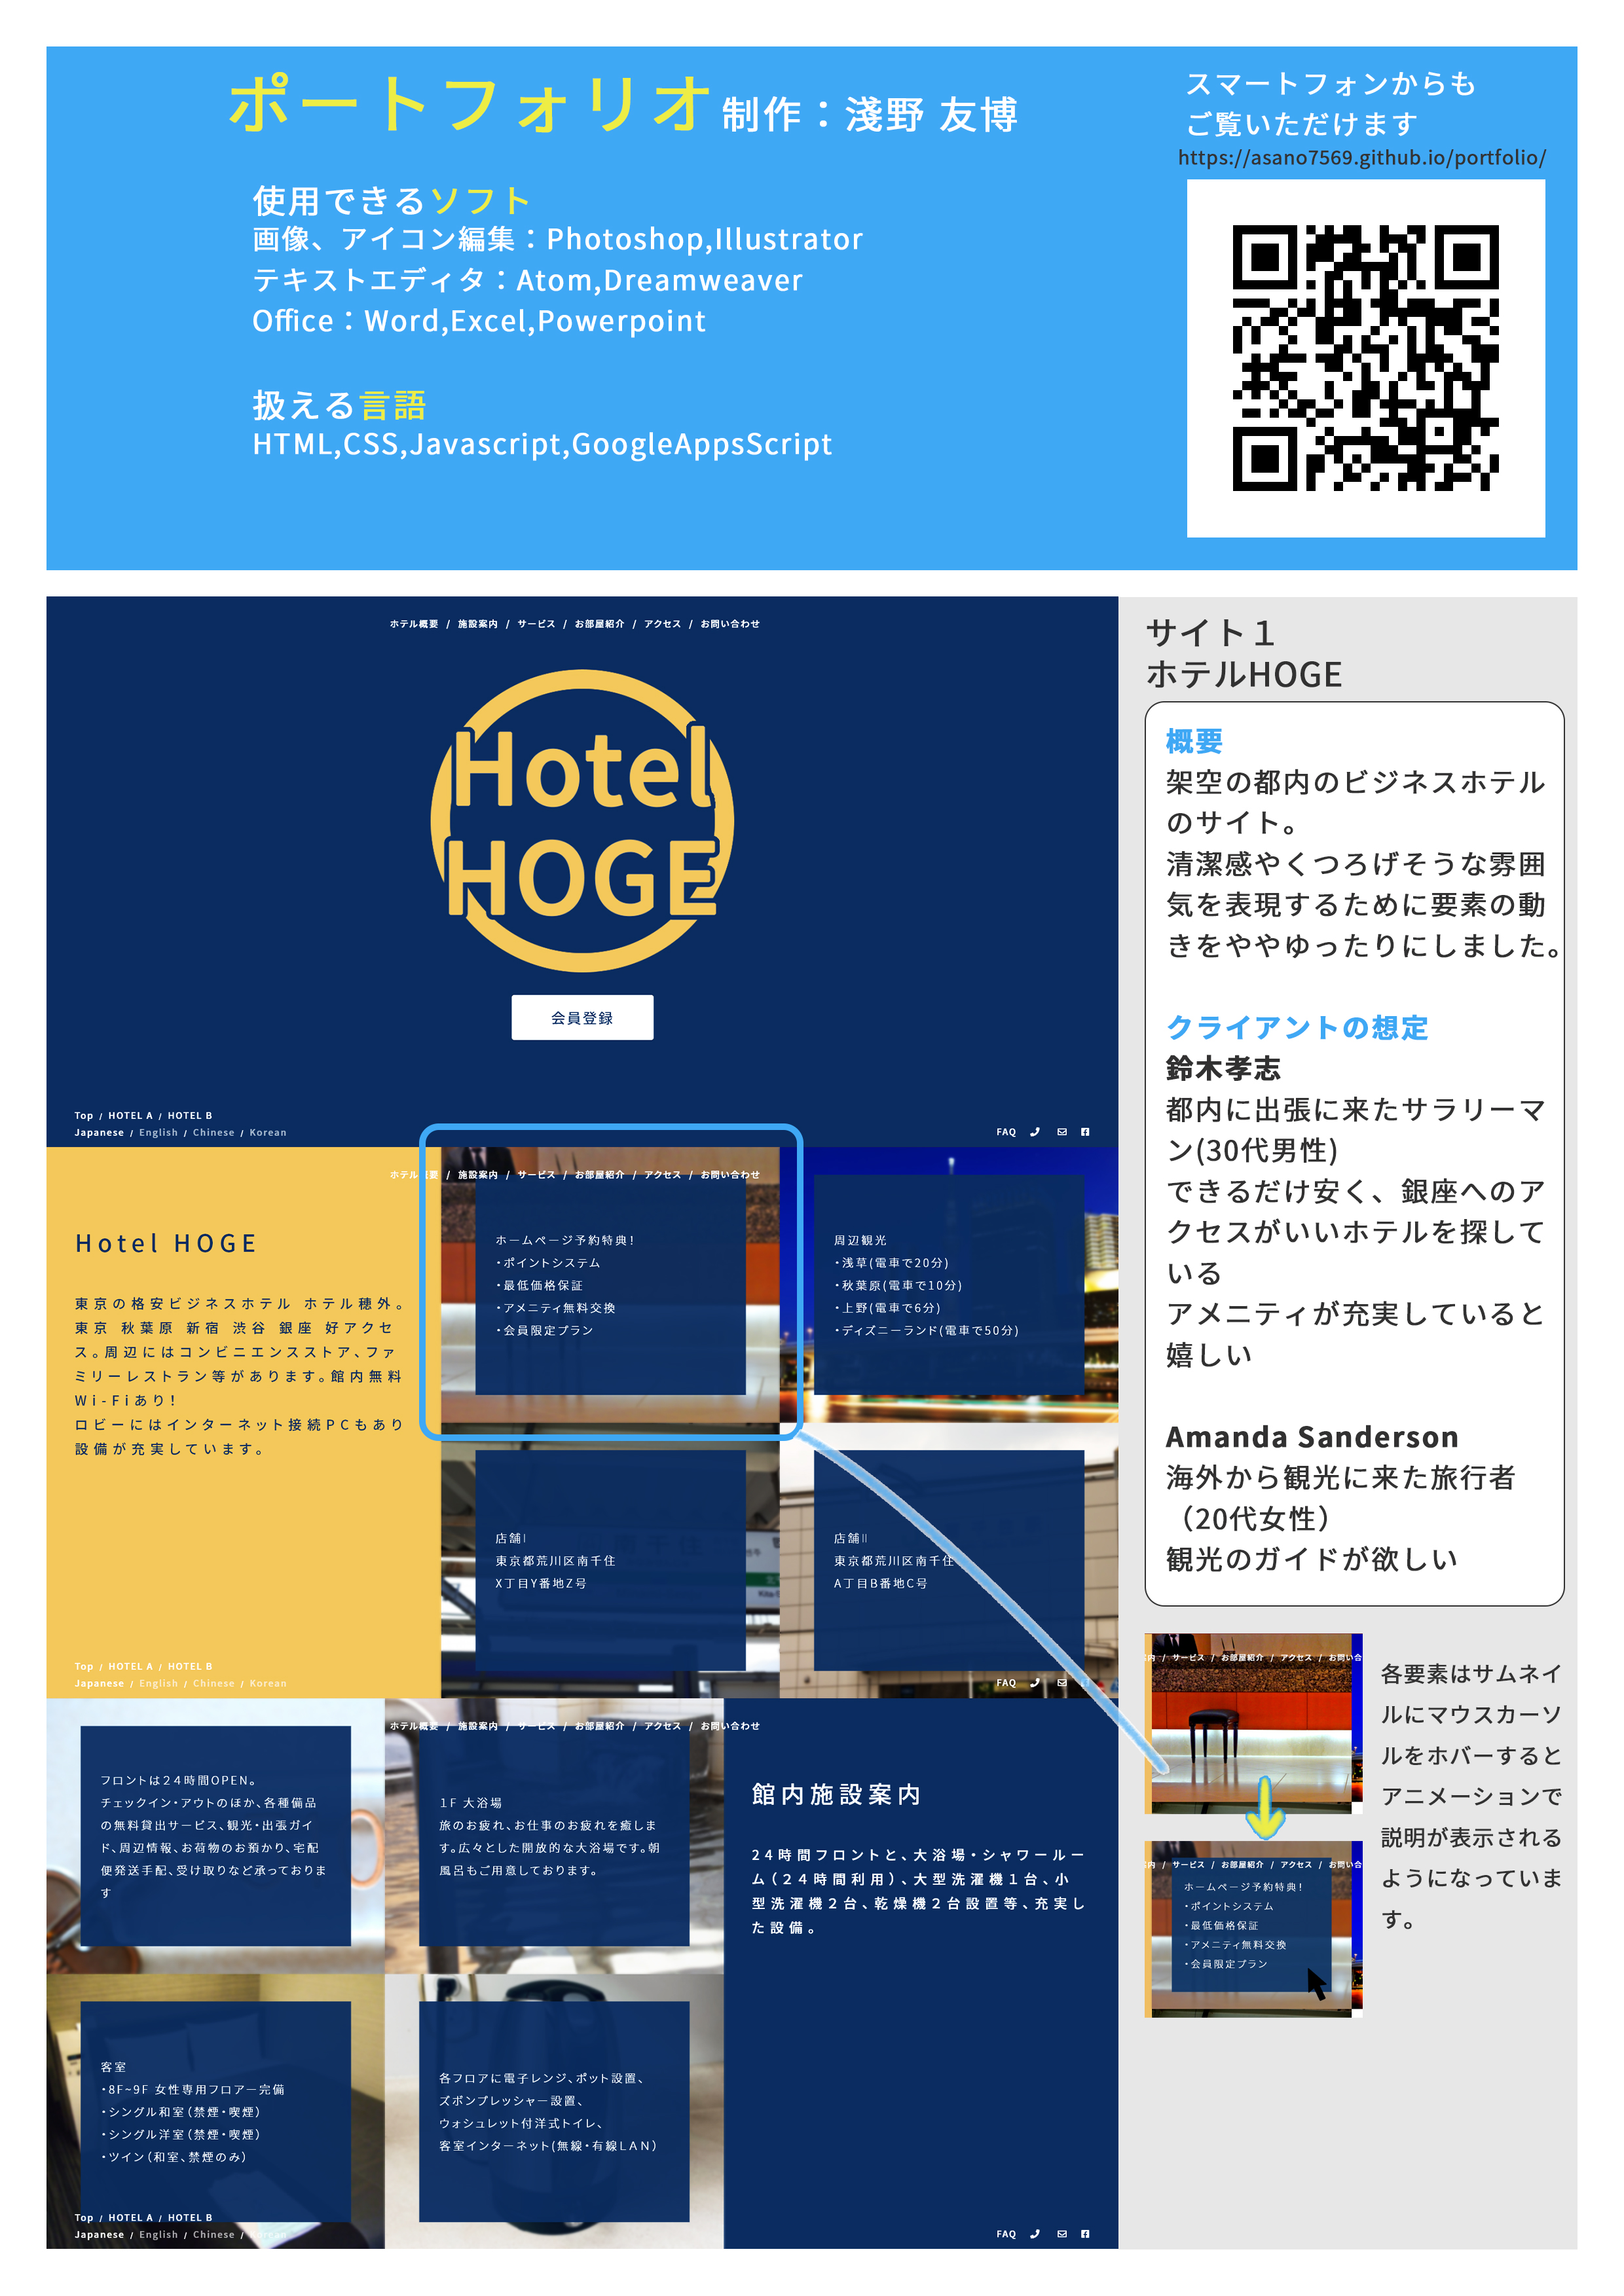 ポートフォリオ 制作：淺野 友博
使用できるソフト
画像、アイコン編集：Photoshop,Illustrator
テキストエディタ：Atom,Dreamweaver
Office：Word,Excel,Powerpoint
扱える言語
HTML,CSS,Javascript,GoogleAppsScript
スマートフォンからも
ご覧いただけます
https://asano7569.github.io/portfolio/
ホテル概要 / 施設案内 / サービス / お部屋紹介 / アクセス / お問い合わせ
Hotel
HOGE
会員登録
Top / HOTEL A / HOTEL B
Japanese / English / Chinese / Korean
FAQ
ホテル概要 / 施設案内 / サービス / お部屋紹介 / アクセス / お問い合わせ
Hotel HOGE
東京の格安ビジネスホテル ホテル穂外。
東京 秋葉原 新宿 渋谷 銀座 好アクセ
ス。周辺にはコンビニエンスストア、ファ
ミリーレストラン等があります。館内無料
Wi-Fiあり！
ロビーにはインターネット接続PCもあり
設備が充実しています。
ホームページ予約特典！
・ポイントシステム
・最低価格保証
・アメニティ無料交換
・会員限定プラン
周辺観光
・浅草(電車で20分)
・秋葉原(電車で10分)
・上野(電車で6分)
・ディズニーランド(電車で50分)
店舗Ⅰ
東京都荒川区南千住
X丁目Y番地Z号
店舗Ⅱ
東京都荒川区南千住
A丁目B番地C号
Top / HOTEL A / HOTEL B
Japanese / English / Chinese / Korean
FAQ
ホテル概要 / 施設案内 / サービス / お部屋紹介 / アクセス / お問い合わせ
フロントは２４時間OPEN。
チェックイン・アウトのほか、各種備品
の無料貸出サービス、観光・出張ガイ
ド、周辺情報、お荷物のお預かり、宅配
便発送手配、受け取りなど承っておりま
す
１F 大浴場
旅のお疲れ、お仕事のお疲れを癒しま
す。広々とした開放的な大浴場です。朝
風呂もご用意しております。
館内施設案内
２４時間フロントと、大浴場・シャワールー
ム（２４時間利用）、大型洗濯機１台、小
型洗濯機２台、乾燥機２台設置等、充実し
た設備。
客室
・8F~9F 女性専用フロアー完備
・シングル和室（禁煙・喫煙）
・シングル洋室（禁煙・喫煙）
・ツイン（和室、禁煙のみ）
各フロアに電子レンジ、ポット設置、
ズボンプレッシャー設置、
ウォシュレット付洋式トイレ、
客室インターネット(無線・有線ＬＡＮ）
Top / HOTEL A / HOTEL B
Japanese / English / Chinese / Korean
FAQ
サイト１
ホテルHOGE
概要
架空の都内のビジネスホテル
のサイト。
清潔感やくつろげそうな雰囲
気を表現するために要素の動
きをややゆったりにしました。
クライアントの想定
鈴木孝志
都内に出張に来たサラリーマ
ン(30代男性)
できるだけ安く、銀座へのア
クセスがいいホテルを探して
いる
アメニティが充実していると
嬉しい
Amanda Sanderson
海外から観光に来た旅行者
（20代女性）
観光のガイドが欲しい
内 / サービス / お部屋紹介 / アクセス / お問い合
内 / サービス / お部屋紹介 / アクセス / お問い合
ホームページ予約特典！
・ポイントシステム
・最低価格保証
・アメニティ無料交換
・会員限定プラン
各要素はサムネイ
ルにマウスカーソ
ルをホバーすると
アニメーションで
説明が表示される
ようになっていま
す。